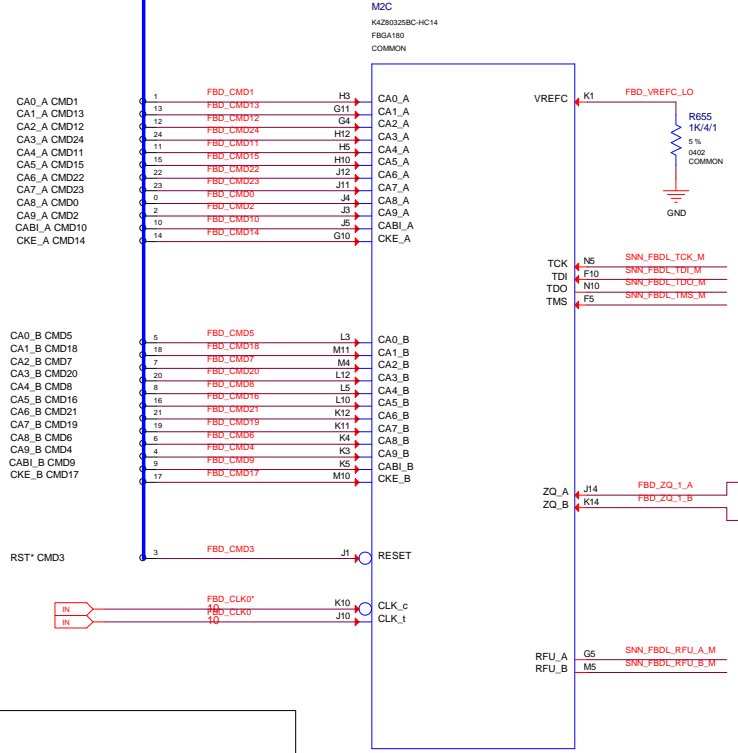 M2C
K4Z80325BC-HC14
FBGA180
COMMON
CA0_A CMD1 1 FBD_CMD1 H3 CA0_A
CA1_A CMD13 13 FBD_CMD13 G11 CA1_A
CA2_A CMD12 12 FBD_CMD12 G4 CA2_A
CA3_A CMD24 24 FBD_CMD24 H12 CA3_A
CA4_A CMD11 11 FBD_CMD11 H5 CA4_A
CA5_A CMD15 15 FBD_CMD15 H10 CA5_A
CA6_A CMD22 22 FBD_CMD22 J12 CA6_A
CA7_A CMD23 23 FBD_CMD23 J11 CA7_A
CA8_A CMD0 0 FBD_CMD0 J4 CA8_A
CA9_A CMD2 2 FBD_CMD2 J3 CA9_A
CABI_A CMD10 10 FBD_CMD10 J5 CABI_A
CKE_A CMD14 14 FBD_CMD14 G10 CKE_A
VREFC K1 FBD_VREFC_LO
R655
1K/4/1
5 %
0402
COMMON
GND
TCK N5 SNN_FBDL_TCK_M
TDI F10 SNN_FBDL_TDI_M
TDO N10 SNN_FBDL_TDO_M
TMS F5 SNN_FBDL_TMS_M
CA0_B CMD5 5 FBD_CMD5 L3 CA0_B
CA1_B CMD18 18 FBD_CMD18 M11 CA1_B
CA2_B CMD7 7 FBD_CMD7 M4 CA2_B
CA3_B CMD20 20 FBD_CMD20 L12 CA3_B
CA4_B CMD8 8 FBD_CMD8 L5 CA4_B
CA5_B CMD16 16 FBD_CMD16 L10 CA5_B
CA6_B CMD21 21 FBD_CMD21 K12 CA6_B
CA7_B CMD19 19 FBD_CMD19 K11 CA7_B
CA8_B CMD6 6 FBD_CMD6 K4 CA8_B
CA9_B CMD4 4 FBD_CMD4 K3 CA9_B
CABI_B CMD9 9 FBD_CMD9 K5 CABI_B
CKE_B CMD17 17 FBD_CMD17 M10 CKE_B
ZQ_A J14 FBD_ZQ_1_A
ZQ_B K14 FBD_ZQ_1_B
RST* CMD3 3 FBD_CMD3 J1 RESET
IN FBD_CLK0* 10 K10 CLK_c
IN FBD_CLK0 10 J10 CLK_t
RFU_A G5 SNN_FBDL_RFU_A_M
RFU_B M5 SNN_FBDL_RFU_B_M